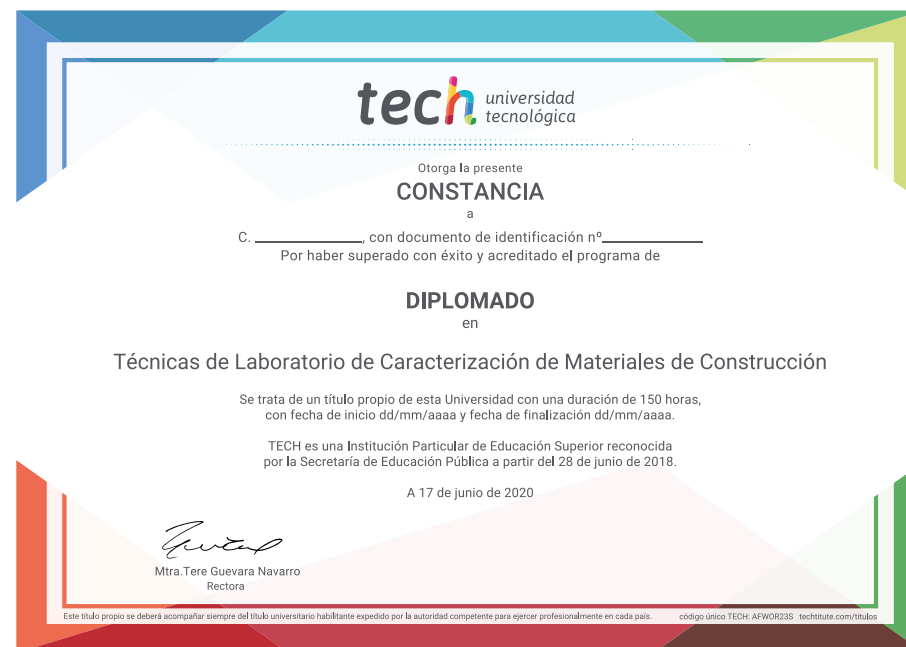 tech universidad
tecnológica
Otorga la presente
CONSTANCIA
a
C. ______________, con documento de identificación nº______________
Por haber superado con éxito y acreditado el programa de
DIPLOMADO
en
Técnicas de Laboratorio de Caracterización de Materiales de Construcción
Se trata de un título propio de esta Universidad con una duración de 150 horas,
con fecha de inicio dd/mm/aaaa y fecha de finalización dd/mm/aaaa.
TECH es una Institución Particular de Educación Superior reconocida
por la Secretaría de Educación Pública a partir del 28 de junio de 2018.
A 17 de junio de 2020
Mtra.Tere Guevara Navarro
Rectora
Este título propio se deberá acompañar siempre del título universitario habilitante expedido por la autoridad competente para ejercer profesionalmente en cada país. código único TECH: AFWOR23S techtitute.com/titulos